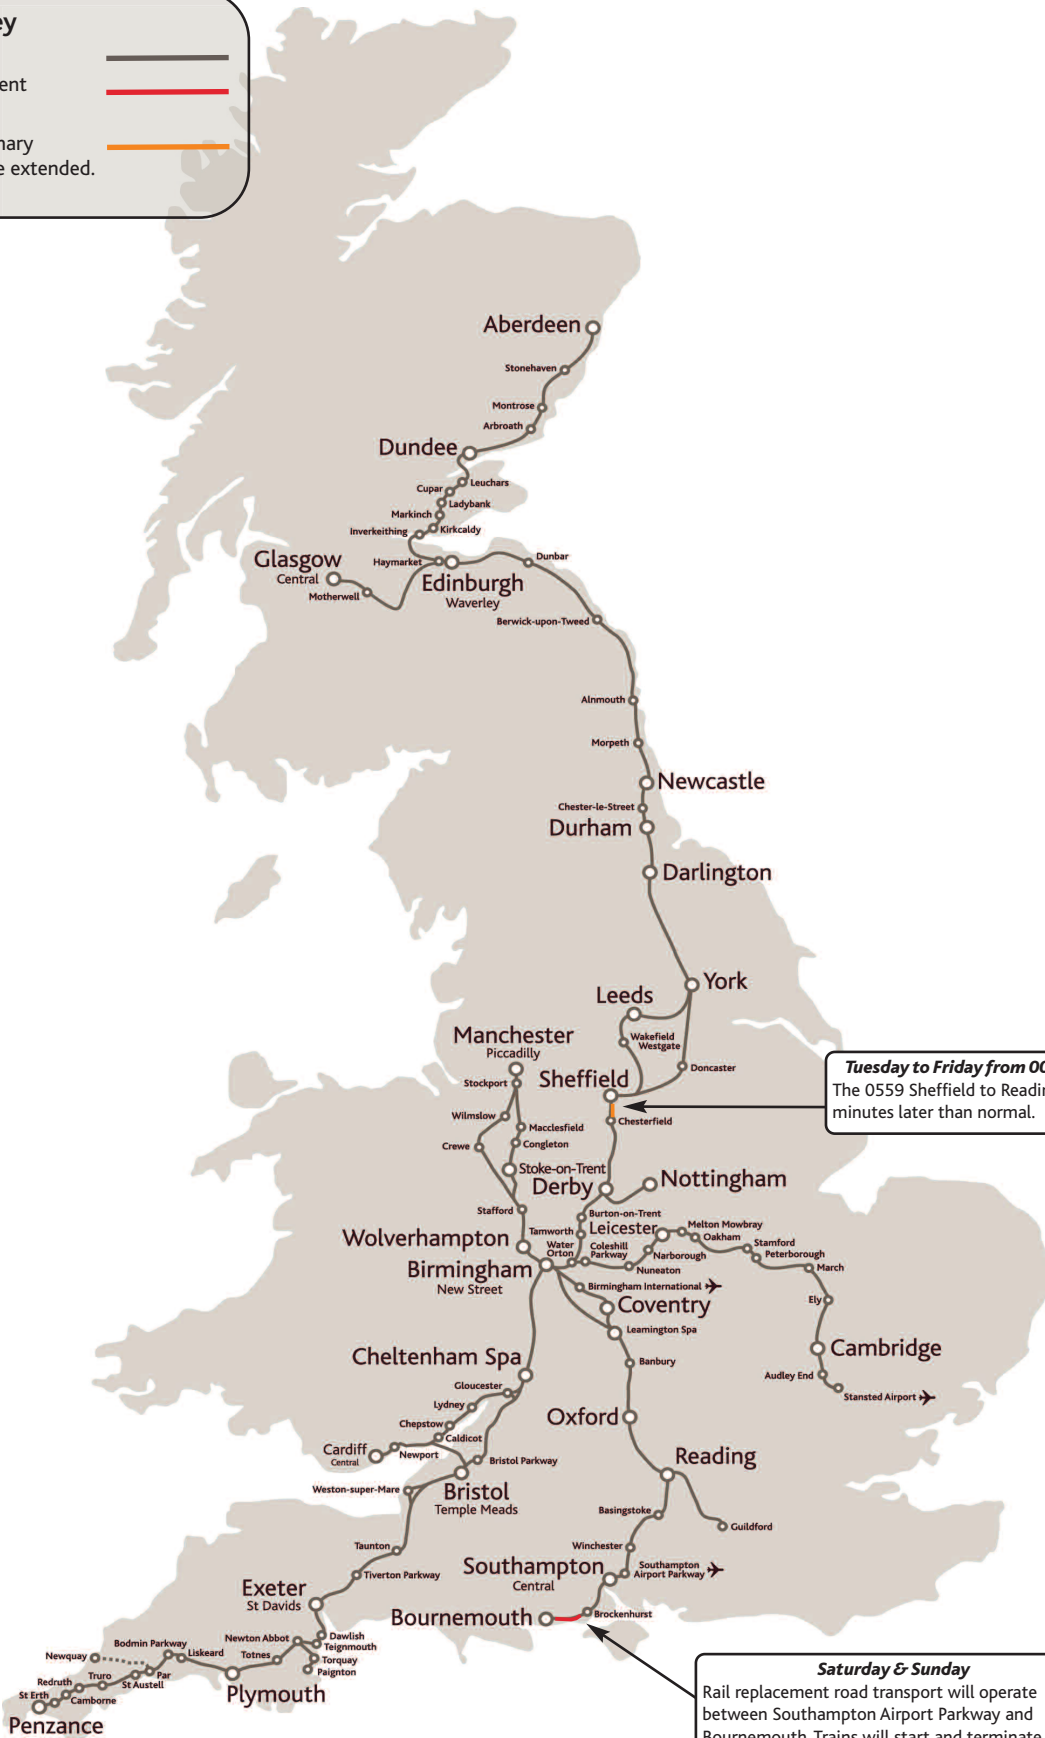 ey
ent
nary
e extended.
Aberdeen
Stonehaven
Montrose
Arbroath
Dundee
Leuchars
Cupar
Ladybank
Markinch
Kirkcaldy
Inverkeithing
Glasgow
Central
Motherwell
Haymarket
Edinburgh
Waverley
Dunbar
Berwick-upon-Tweed
Alnmouth
Morpeth
Newcastle
Chester-le-Street
Durham
Darlington
York
Leeds
Wakefield
Westgate
Doncaster
Manchester
Piccadilly
Stockport
Sheffield
Tuesday to Friday from 00
The 0559 Sheffield to Readin
minutes later than normal.
Wilmslow
Macclesfield
Chesterfield
Crewe
Congleton
Stoke-on-Trent
Derby
Nottingham
Stafford
Burton-on-Trent
Tamworth
Leicester
Melton Mowbray
Oakham
Stamford
Peterborough
March
Wolverhampton
Water
Orton
Coleshill
Parkway
Narborough
Nuneaton
Birmingham
New Street
Birmingham International
Ely
Coventry
Leamington Spa
Cheltenham Spa
Banbury
Cambridge
Audley End
Stansted Airport
Gloucester
Lydney
Chepstow
Caldicot
Oxford
Cardiff
Central
Newport
Bristol Parkway
Reading
Weston-super-Mare
Bristol
Temple Meads
Basingstoke
Guildford
Taunton
Winchester
Tiverton Parkway
Southampton
Central
Southampton
Airport Parkway
Exeter
St Davids
Bournemouth
Brockenhurst
Dawlish
Teignmouth
Newton Abbot
Torquay
Paignton
Totnes
Bodmin Parkway
Liskeard
Newquay
Par
St Austell
Truro
Redruth
Camborne
St Erth
Plymouth
Penzance
Saturday & Sunday
Rail replacement road transport will operate
between Southampton Airport Parkway and
Bournemouth. Trains will start and terminate